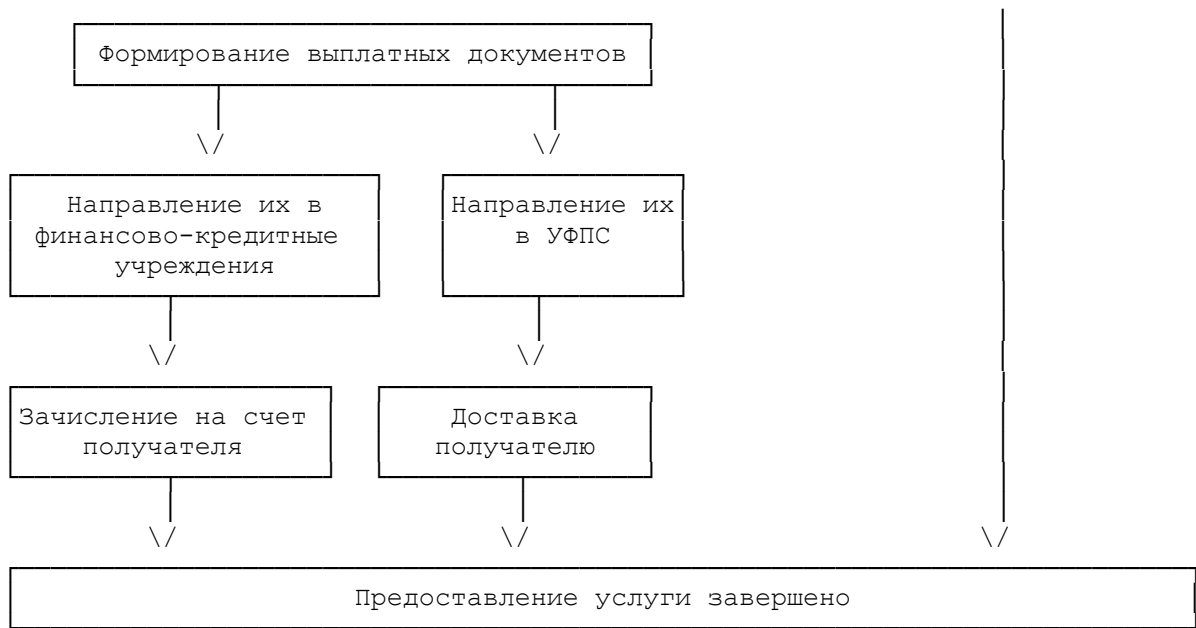 Формирование выплатных документов
Направление их в
финансово-кредитные
учреждения
Направление их
в УФПС
Зачисление на счет
получателя
Доставка
получателю
Предоставление услуги завершено